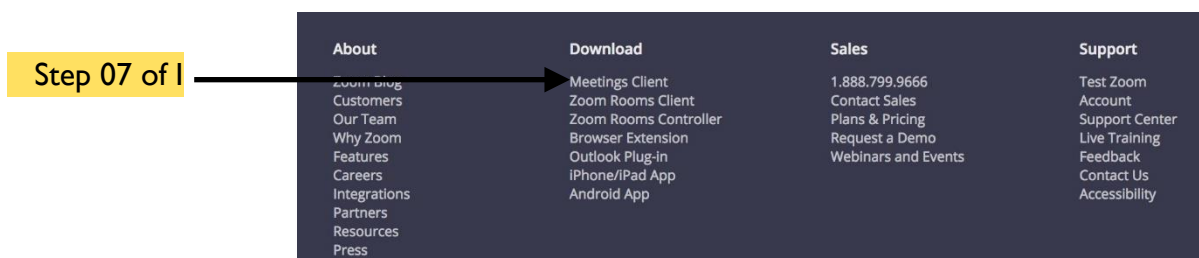 Step 07 of I
About
Zoom Blog
Customers
Our Team
Why Zoom
Features
Careers
Integrations
Partners
Resources
Press
Download
Meetings Client
Zoom Rooms Client
Zoom Rooms Controller
Browser Extension
Outlook Plug-in
iPhone/iPad App
Android App
Sales
1.888.799.9666
Contact Sales
Plans & Pricing
Request a Demo
Webinars and Events
Support
Test Zoom
Account
Support Center
Live Training
Feedback
Contact Us
Accessibility